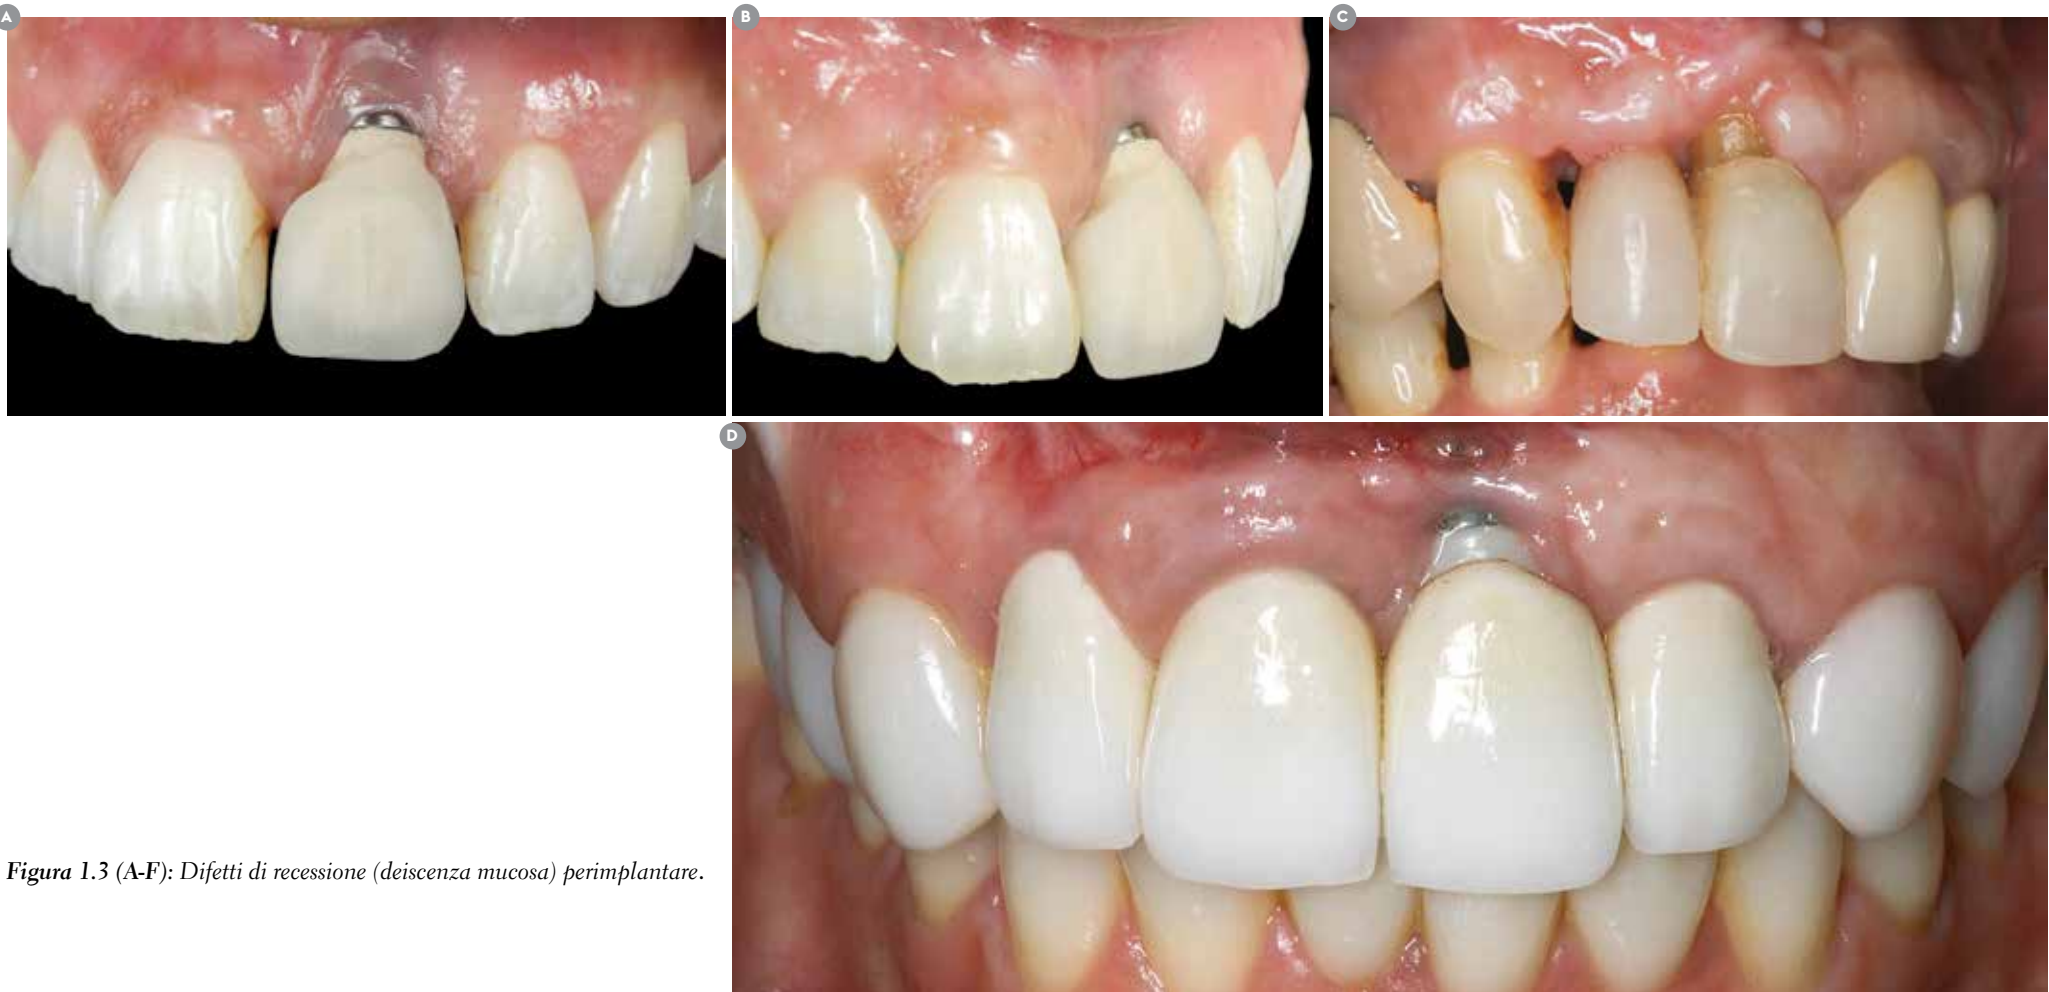 A
B
C
D
Figura 1.3 (A-F): Difetti di recessione (deiscenza mucosa) perimplantare.